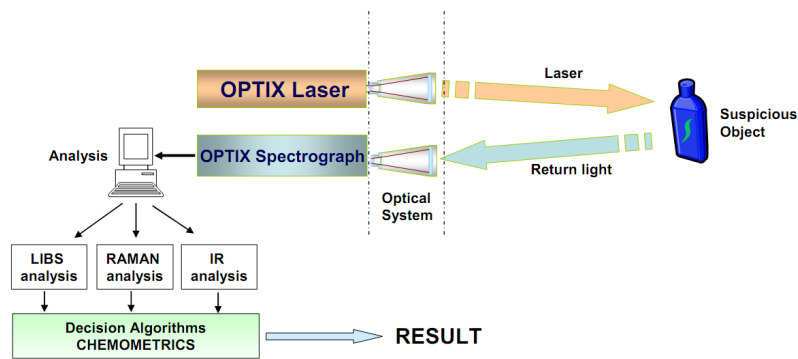 OPTIX Laser
Laser
Suspicious
Object
Analysis
OPTIX Spectrograph
Return light
Optical
System
LIBS
analysis
RAMAN
analysis
IR
analysis
Decision Algorithms
CHEMOMETRICS
RESULT